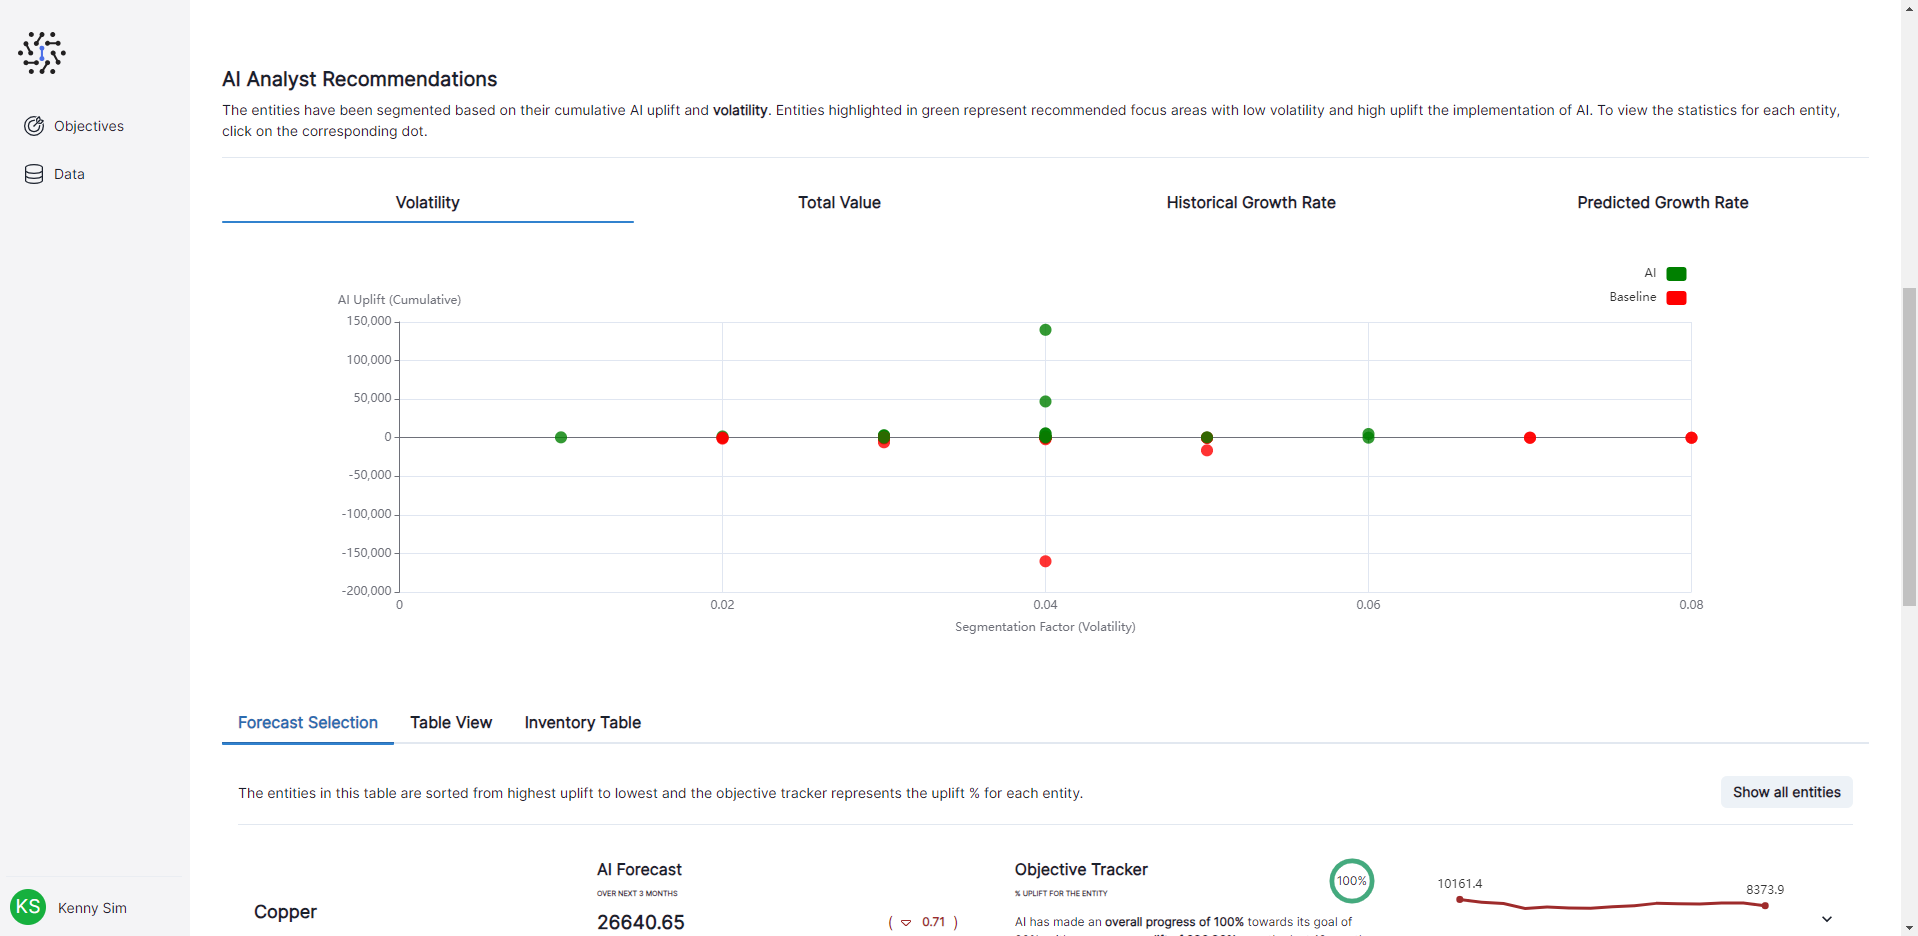 AI Analyst Recommendations
The entities have been segmented based on their cumulative AI uplift and volatility. Entities highlighted in green represent recommended focus areas with low volatility and high uplift the implementation of AI. To view the statistics for each entity,
click on the corresponding dot.
Objectives
Data
Volatility
Total Value
Historical Growth Rate
Predicted Growth Rate
AI
Baseline
AI Uplift (Cumulative)
150,000
100,000
50,000
0
-50,000
-100,000
-150,000
-200,000
0
0.02
0.04
0.06
0.08
Segmentation Factor (Volatility)
Forecast Selection
Table View
Inventory Table
The entities in this table are sorted from highest uplift to lowest and the objective tracker represents the uplift % for each entity.
Show all entities
Copper
AI Forecast
OVER NEXT 3 MONTHS
26640.65
( 0.71 )
Objective Tracker
% UPLIFT FOR THE ENTITY
100%
AI has made an overall progress of 100% towards its goal of
10161.4
8373.9
KS
Kenny Sim